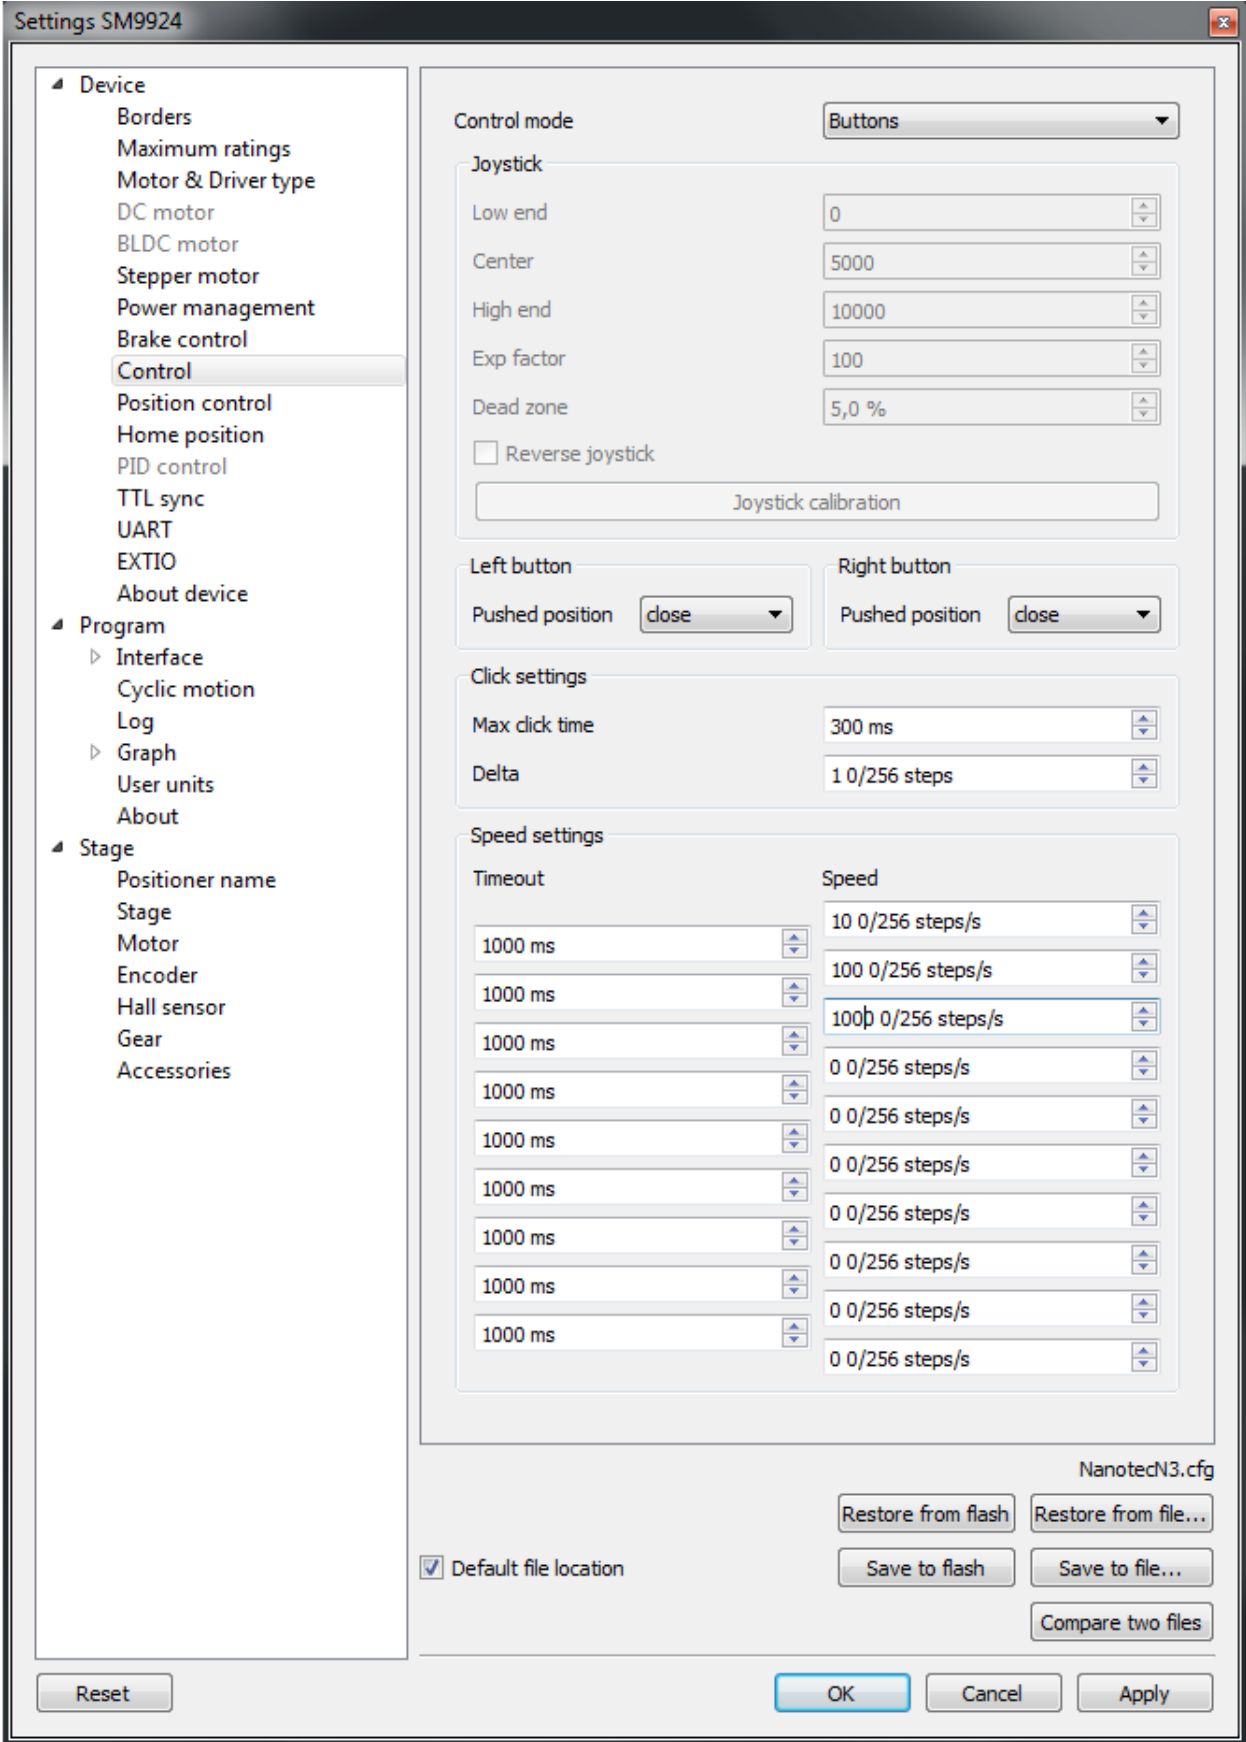 Settings SM9924
Device
Borders
Maximum ratings
Motor & Driver type
DC motor
BLDC motor
Stepper motor
Power management
Brake control
Control
Position control
Home position
PID control
TTL sync
UART
EXTIO
About device
Program
Interface
Cyclic motion
Log
Graph
User units
About
Stage
Positioner name
Stage
Motor
Encoder
Hall sensor
Gear
Accessories
Control mode Buttons
Joystick
Low end 0
Center 5000
High end 10000
Exp factor 100
Dead zone 5,0 %
Reverse joystick
Joystick calibration
Left button
Pushed position close
Right button
Pushed position close
Click settings
Max click time 300 ms
Delta 1 0/256 steps
Speed settings
Timeout Speed
10 0/256 steps/s
1000 ms
100 0/256 steps/s
1000 ms
1000 0/256 steps/s
1000 ms
0 0/256 steps/s
1000 ms
0 0/256 steps/s
1000 ms
0 0/256 steps/s
1000 ms
0 0/256 steps/s
1000 ms
0 0/256 steps/s
1000 ms
0 0/256 steps/s
1000 ms
0 0/256 steps/s
NanotecN3.cfg
Restore from flash Restore from file...
Default file location Save to flash Save to file...
Compare two files
Reset OK Cancel Apply